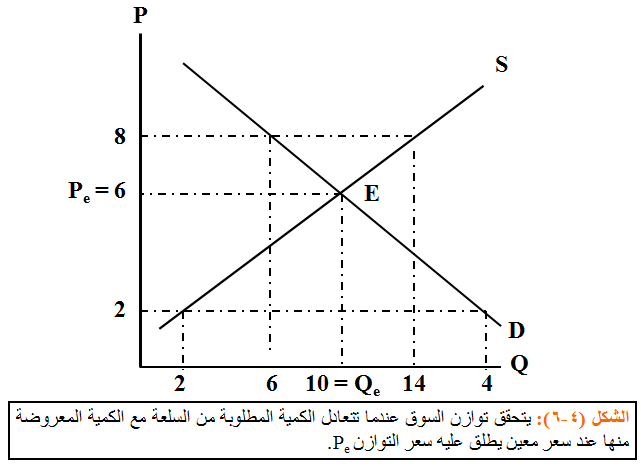 P
S
8
Pₑ = 6
E
2
D
Q
2 6 10 = Qₑ 14 4
الشكل (٤-٦): يتحقق توازن السوق عندما تتعادل الكمية المطلوبة من السلعة مع الكمية المعروضة
منها عند سعر معين يطلق عليه سعر التوازن Pₑ.